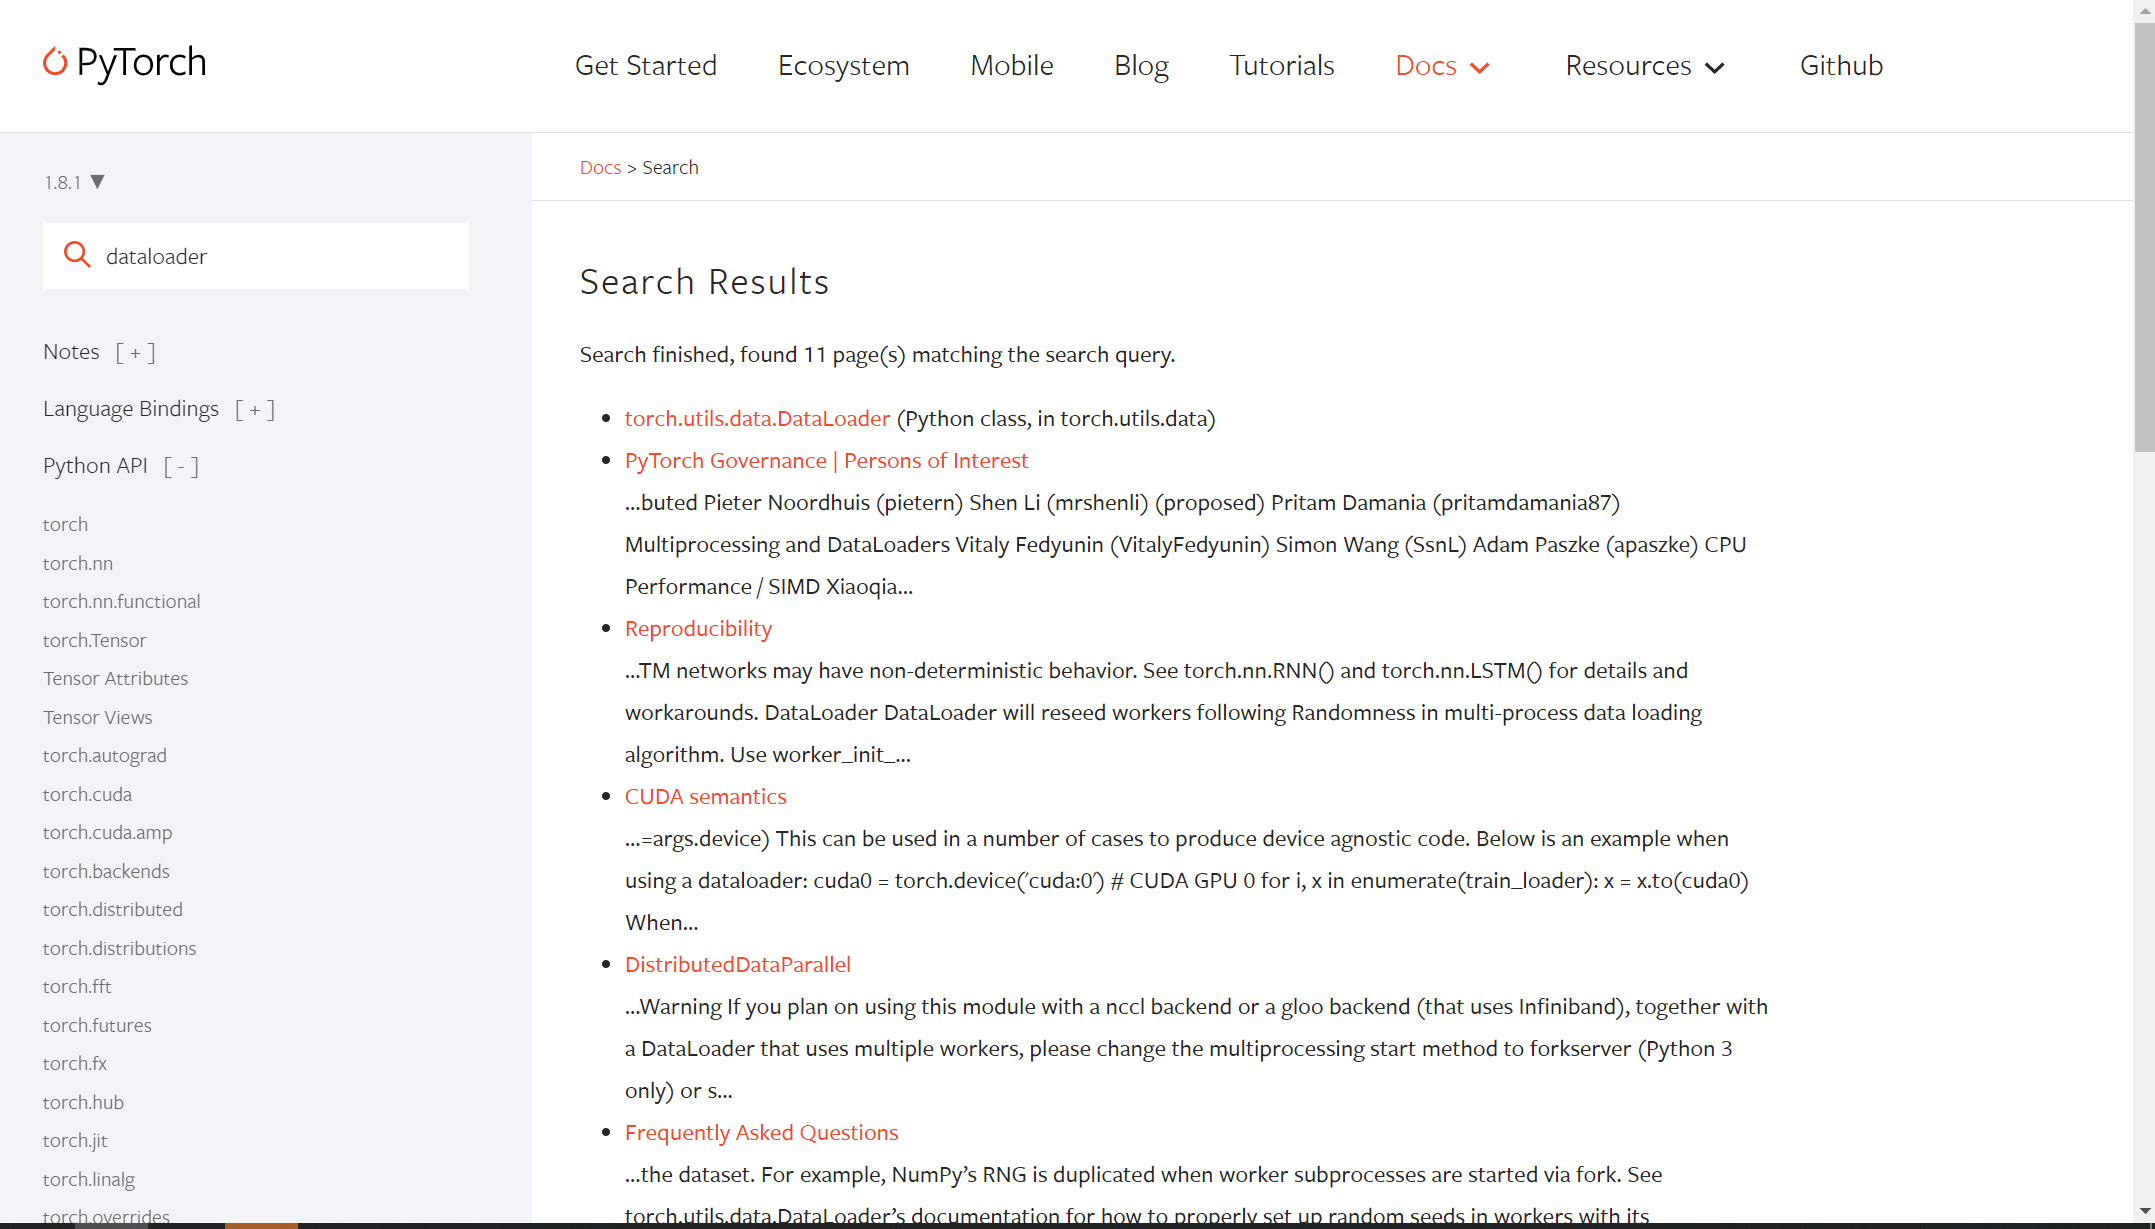 PyTorch
Get Started
Ecosystem
Mobile
Blog
Tutorials
Docs
Resources
Github
1.8.1 ▼
dataloader
Notes [ + ]
Language Bindings [ + ]
Python API [ - ]
torch
torch.nn
torch.nn.functional
torch.Tensor
Tensor Attributes
Tensor Views
torch.autograd
torch.cuda
torch.cuda.amp
torch.backends
torch.distributed
torch.distributions
torch.fft
torch.futures
torch.fx
torch.hub
torch.jit
torch.linalg
torch.overrides
Docs > Search
Search Results
Search finished, found 11 page(s) matching the search query.
torch.utils.data.DataLoader (Python class, in torch.utils.data)
PyTorch Governance | Persons of Interest
...buted Pieter Noordhuis (pietern) Shen Li (mrshenli) (proposed) Pritam Damania (pritamdamania87)
Multiprocessing and DataLoaders Vitaly Fedyunin (VitalyFedyunin) Simon Wang (SsnL) Adam Paszke (apaszke) CPU
Performance / SIMD Xiaoqia...
Reproducibility
...TM networks may have non-deterministic behavior. See torch.nn.RNN() and torch.nn.LSTM() for details and
workarounds. DataLoader DataLoader will reseed workers following Randomness in multi-process data loading
algorithm. Use worker_init_...
CUDA semantics
...=args.device) This can be used in a number of cases to produce device agnostic code. Below is an example when
using a dataloader: cuda0 = torch.device('cuda:0') # CUDA GPU 0 for i, x in enumerate(train_loader): x = x.to(cuda0)
When...
DistributedDataParallel
...Warning If you plan on using this module with a nccl backend or a gloo backend (that uses Infiniband), together with
a DataLoader that uses multiple workers, please change the multiprocessing start method to forkserver (Python 3
only) or s...
Frequently Asked Questions
...the dataset. For example, NumPy’s RNG is duplicated when worker subprocesses are started via fork. See
torch.utils.data.DataLoader’s documentation for how to properly set up random seeds in workers with its